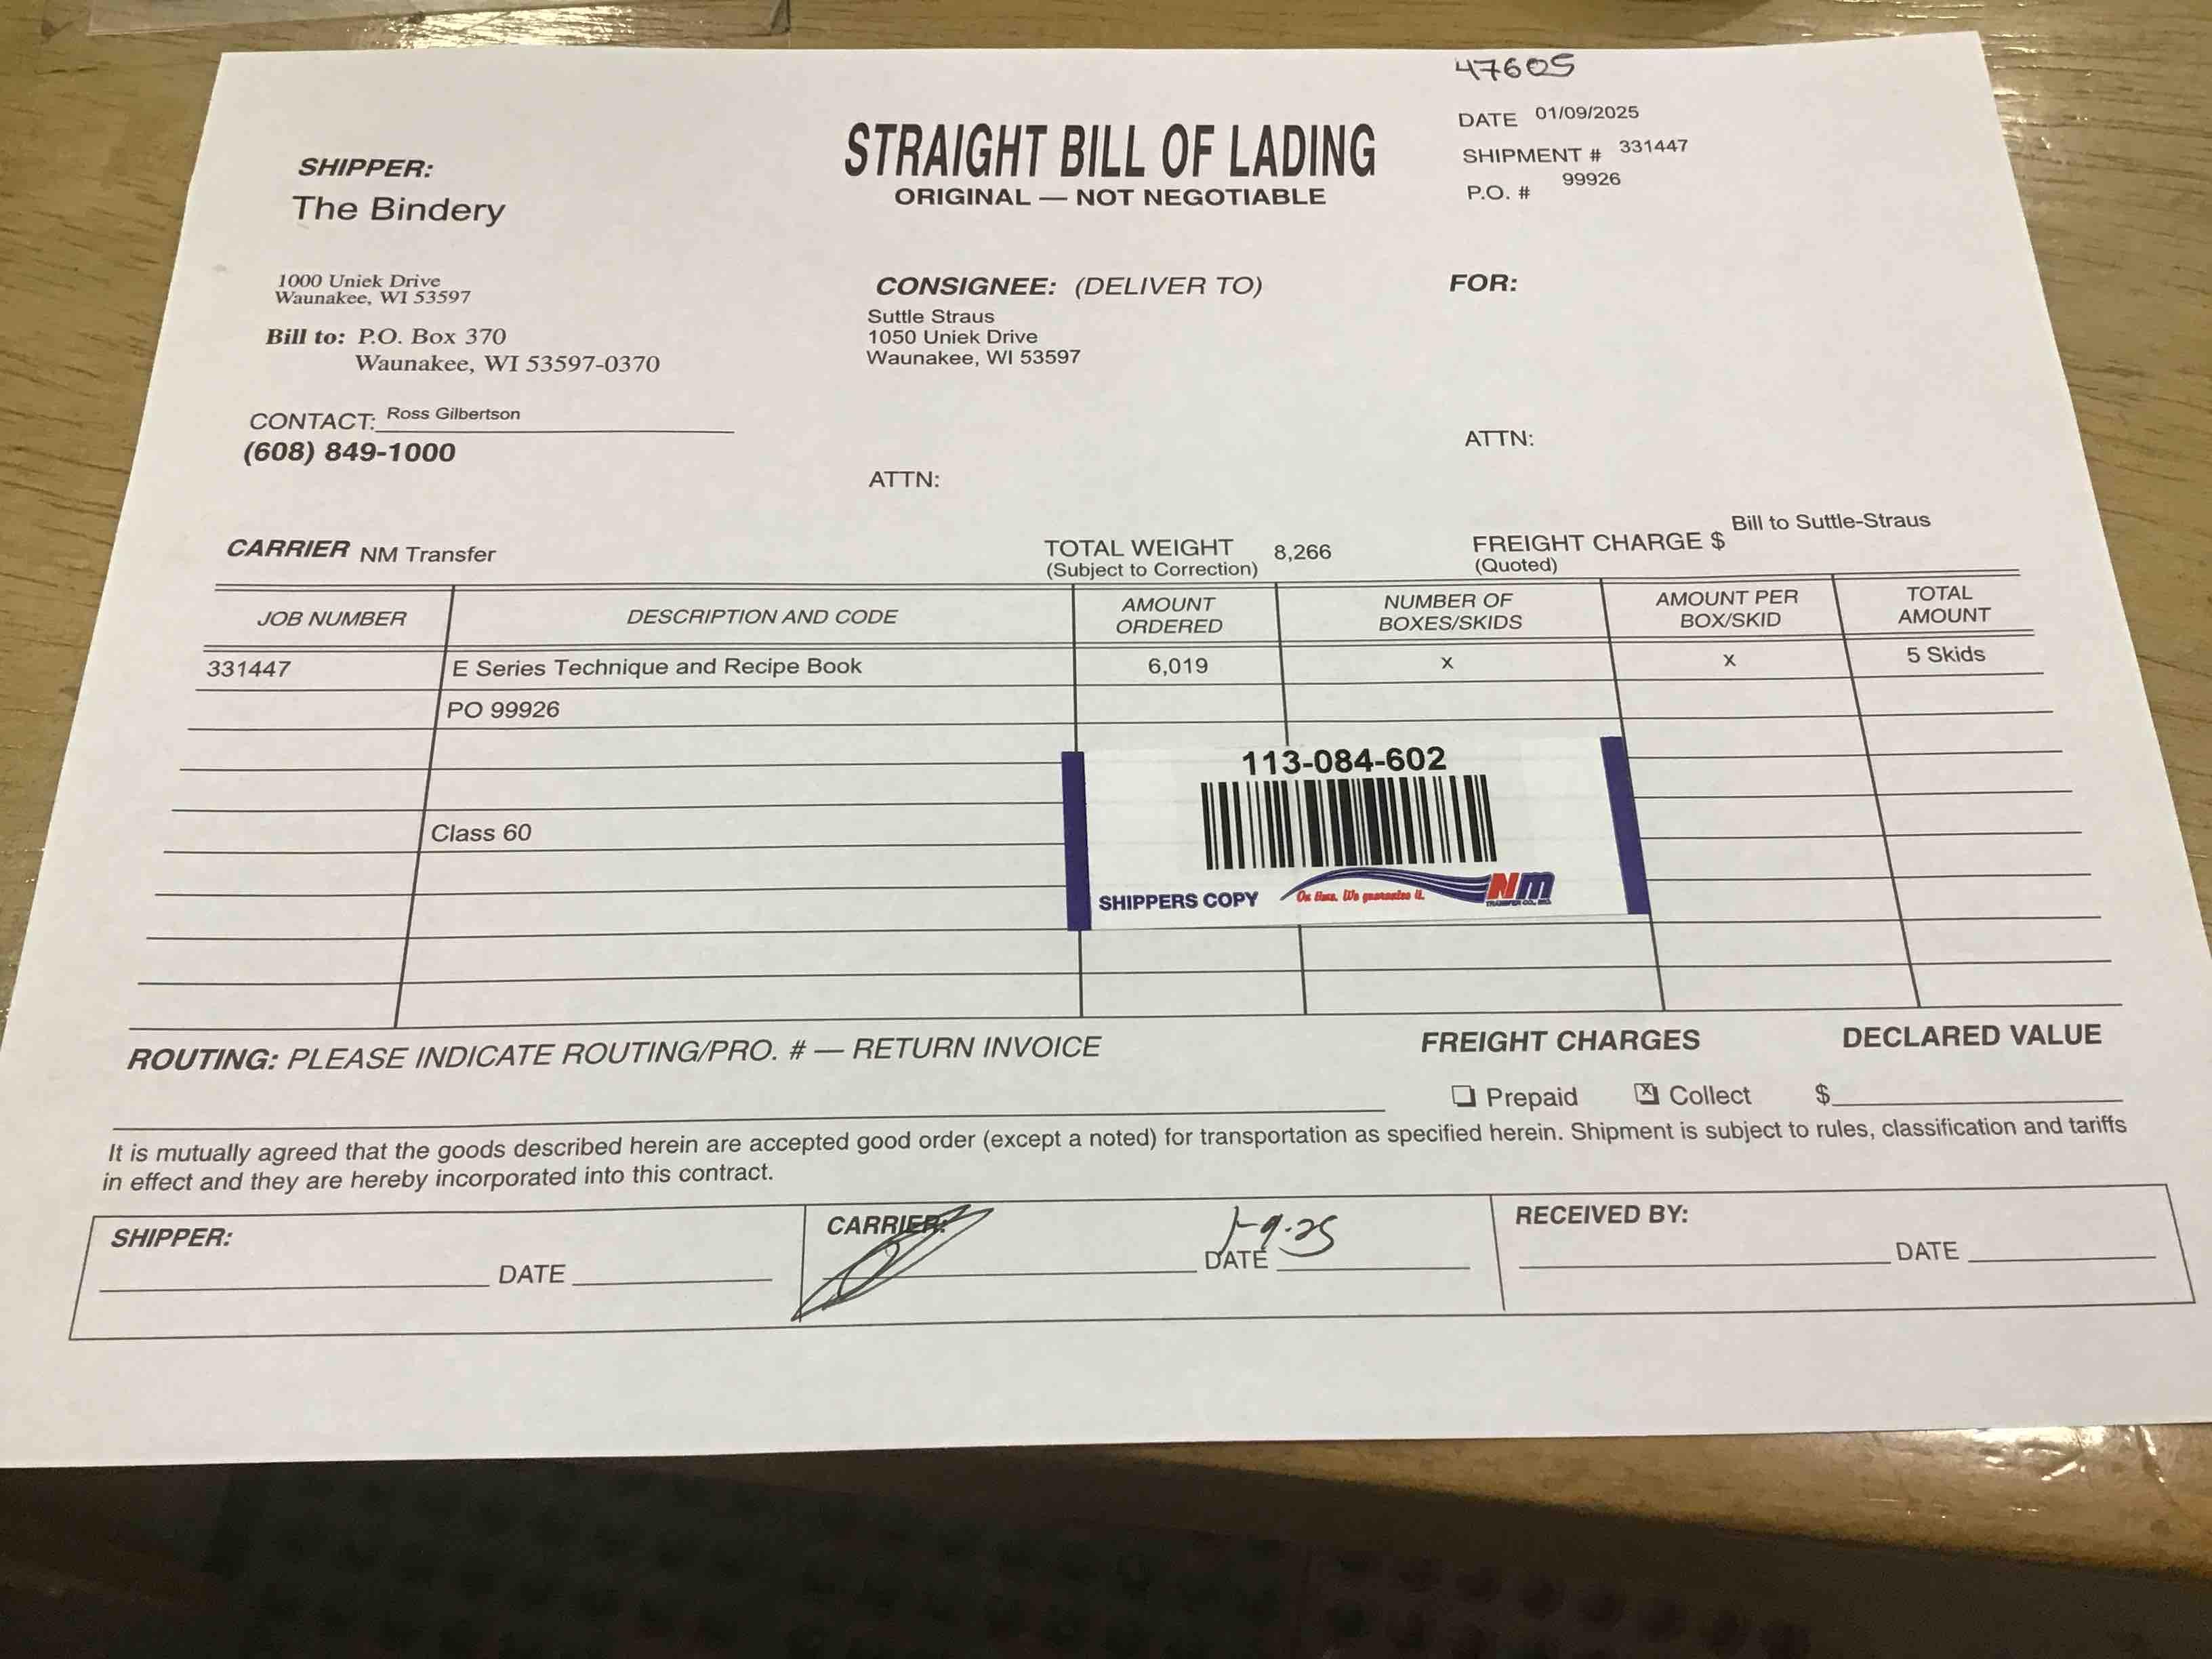 47605
STRAIGHT BILL OF LADING
ORIGINAL — NOT NEGOTIABLE
DATE 01/09/2025
SHIPMENT # 331447
P.O. # 99926
SHIPPER:
The Bindery
1000 Uniek Drive
Waunakee, WI 53597
Bill to: P.O. Box 370
Waunakee, WI 53597-0370
CONTACT: Ross Gilbertson
(608) 849-1000
CONSIGNEE: (DELIVER TO)
Suttle Straus
1050 Uniek Drive
Waunakee, WI 53597
ATTN:
FOR:
ATTN:
CARRIER NM Transfer
TOTAL WEIGHT 8,266
(Subject to Correction)
FREIGHT CHARGE $ Bill to Suttle-Straus
(Quoted)
JOB NUMBER DESCRIPTION AND CODE AMOUNT ORDERED NUMBER OF BOXES/SKIDS AMOUNT PER BOX/SKID TOTAL AMOUNT
331447 E Series Technique and Recipe Book 6,019 x x 5 Skids
PO 99926
Class 60
113-084-602
SHIPPERS COPY On time. We guarantee it. NM
TRANSFER CO., INC.
ROUTING: PLEASE INDICATE ROUTING/PRO. # — RETURN INVOICE
FREIGHT CHARGES DECLARED VALUE
Prepaid X Collect $
It is mutually agreed that the goods described herein are accepted good order (except a noted) for transportation as specified herein. Shipment is subject to rules, classification and tariffs
in effect and they are hereby incorporated into this contract.
SHIPPER:
DATE
CARRIER:
DATE 1-9-25
RECEIVED BY:
DATE